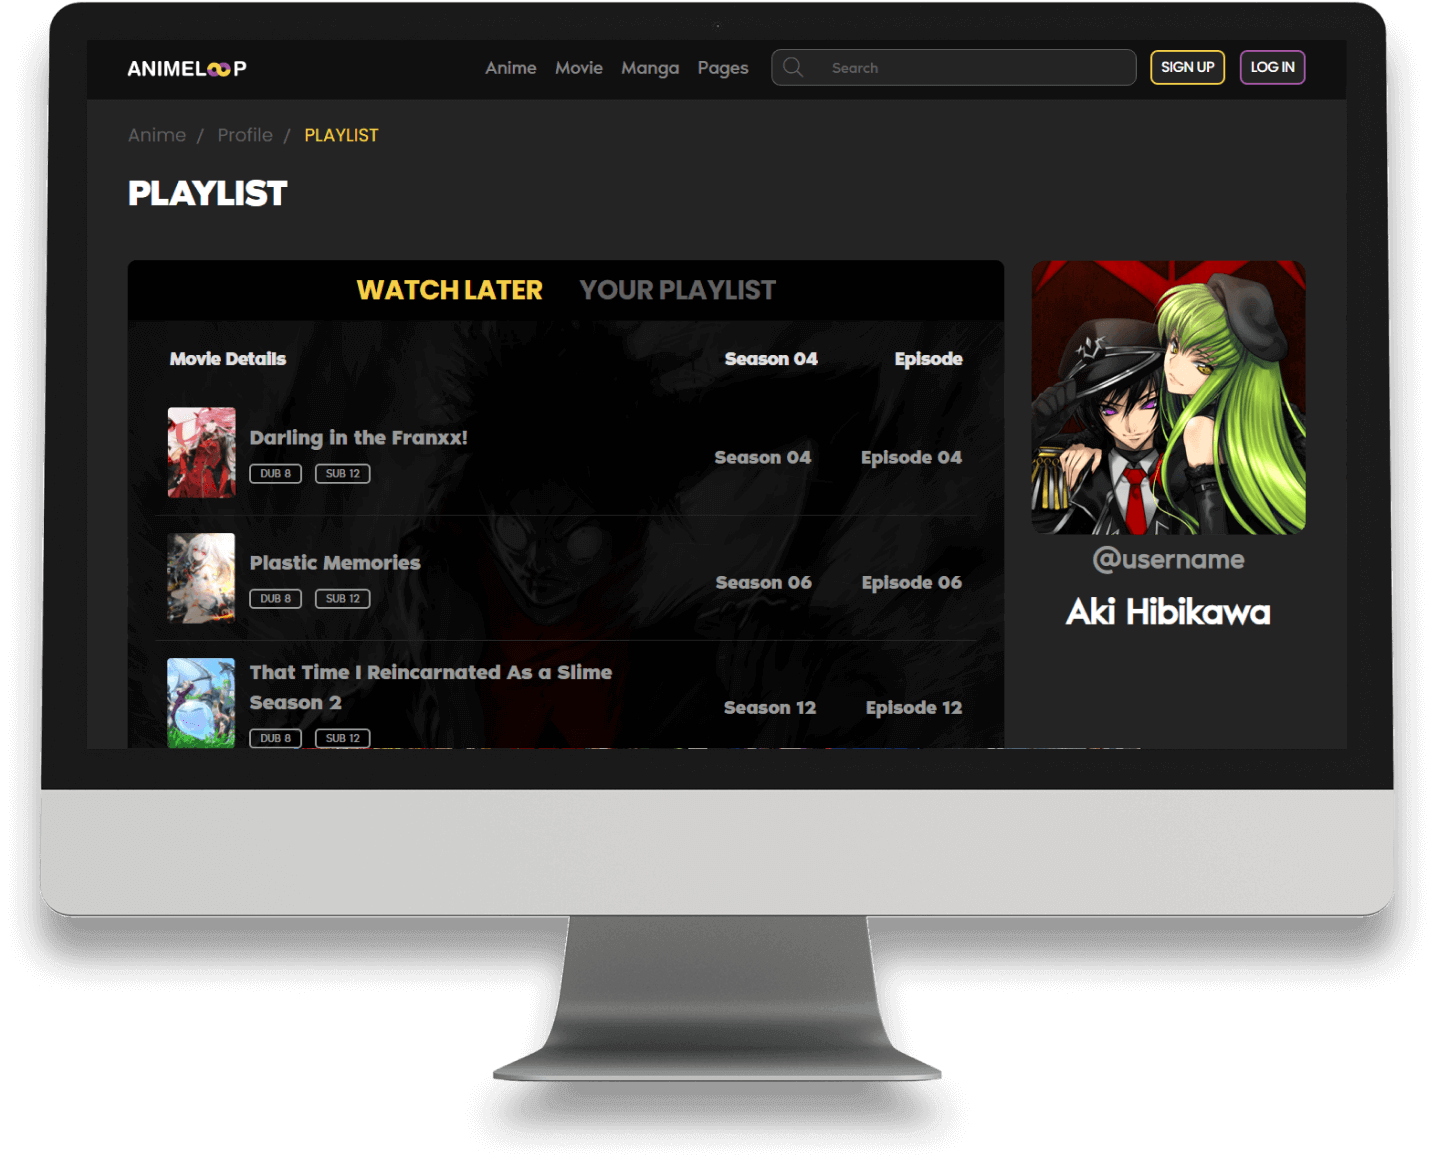 ANIMELOOP
Anime Movie Manga Pages Search SIGN UP LOG IN
Anime / Profile / PLAYLIST
PLAYLIST
WATCH LATER YOUR PLAYLIST
Movie Details Season 04 Episode
Darling in the Franxx!
DUB 8 SUB 12
Season 04 Episode 04
Plastic Memories
DUB 8 SUB 12
Season 06 Episode 06
That Time I Reincarnated As a Slime
Season 2
DUB 8 SUB 12
Season 12 Episode 12
@username
Aki Hibikawa